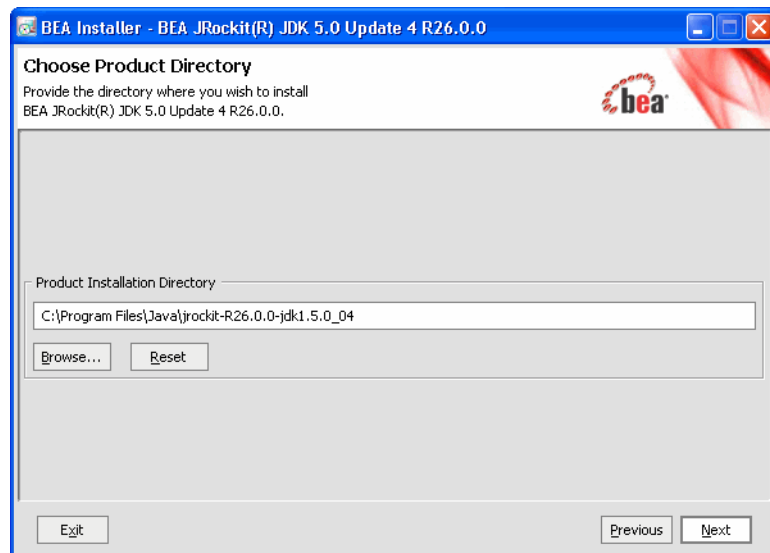 BEA Installer - BEA JRockit(R) JDK 5.0 Update 4 R26.0.0
Choose Product Directory
Provide the directory where you wish to install
BEA JRockit(R) JDK 5.0 Update 4 R26.0.0.
bea
Product Installation Directory
C:\Program Files\Java\jrockit-R26.0.0-jdk1.5.0_04
Browse... Reset
Exit Previous Next